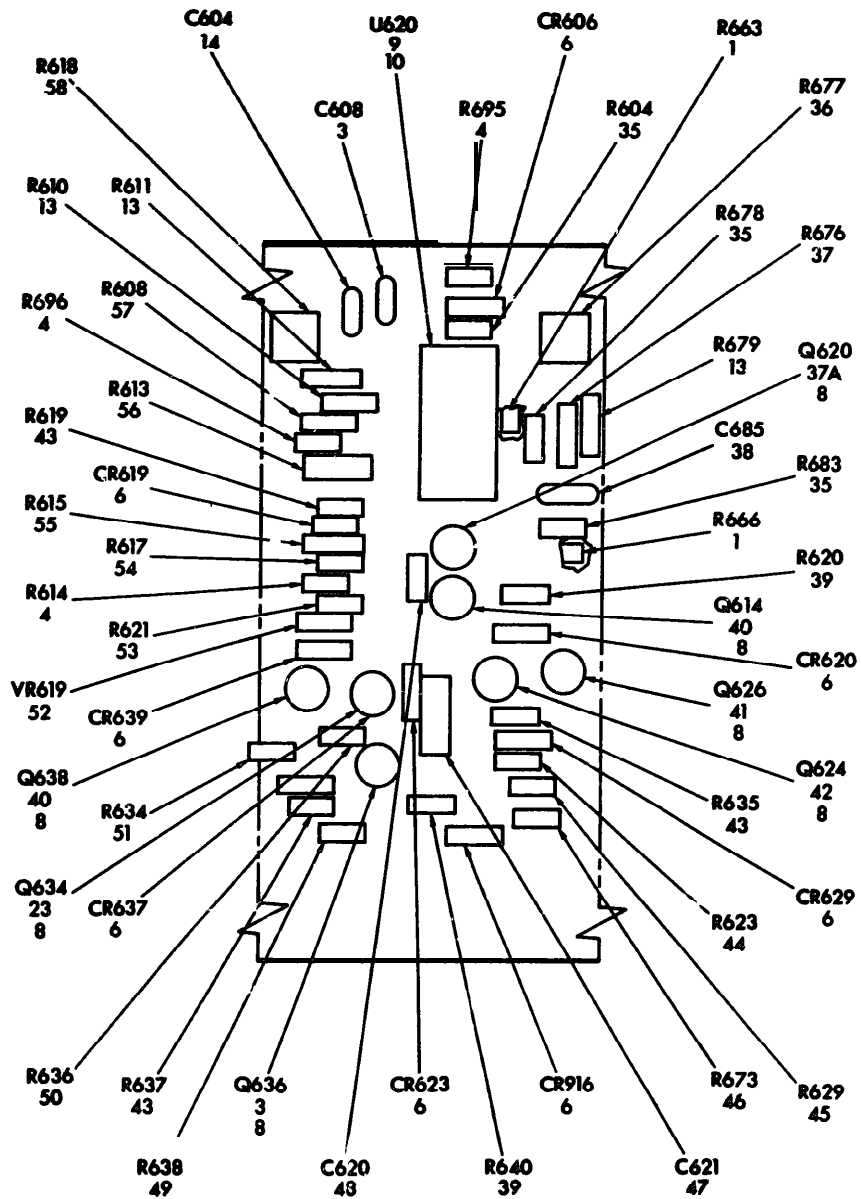 C604
14
U620
9
10
CR606
6
R663
1
R618
58
C608
3
R695
4
R604
35
R677
36
R610
13
R611
13
R678
35
R676
37
R696
4
R608
57
R679
13
Q620
37A
8
R613
56
R619
43
C685
38
CR619
6
R683
35
R615
55
R666
1
R617
54
R620
39
R614
4
Q614
40
8
R621
53
CR620
6
VR619
52
Q626
41
8
CR639
6
Q638
40
8
R634
51
R635
43
Q624
42
8
Q634
23
8
CR637
6
R623
44
CR629
6
R636
50
R637
43
Q636
3
8
CR623
6
CR916
6
R673
46
R629
45
R638
49
C620
48
R640
39
C621
47